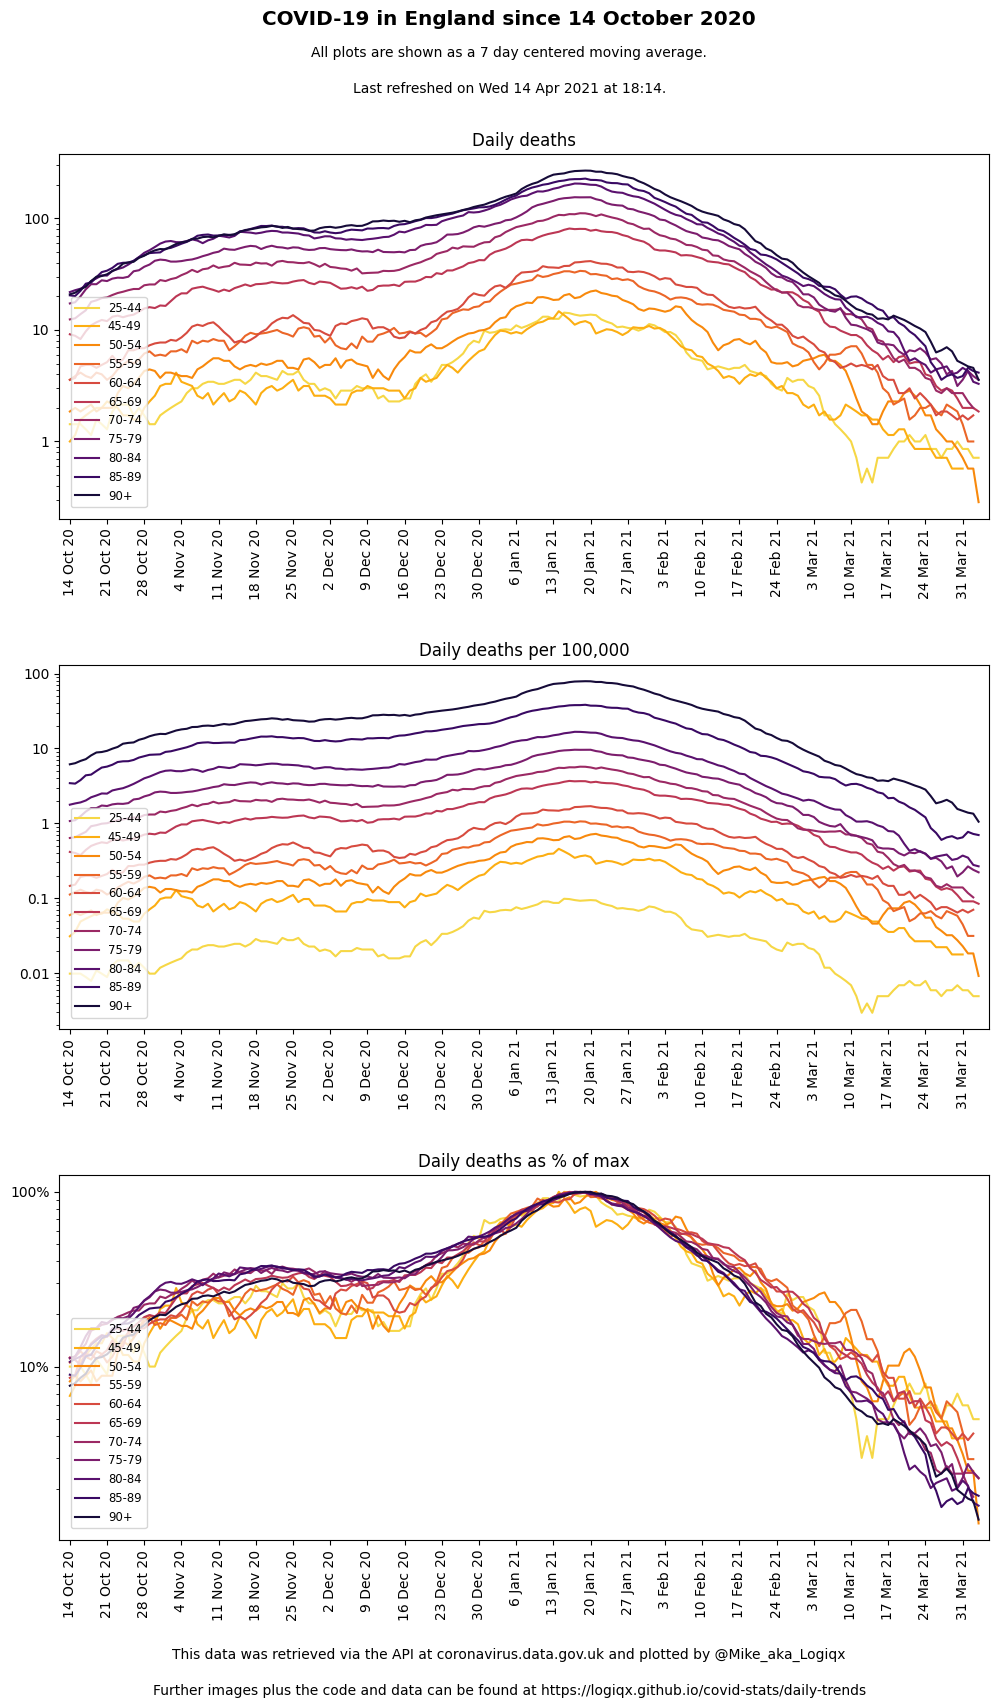 COVID-19 in England since 14 October 2020
All plots are shown as a 7 day centered moving average.
Last refreshed on Wed 14 Apr 2021 at 18:14.
Daily deaths
100
10
1
25-44
45-49
50-54
55-59
60-64
65-69
70-74
75-79
80-84
85-89
90+
14 Oct 20
21 Oct 20
28 Oct 20
4 Nov 20
11 Nov 20
18 Nov 20
25 Nov 20
2 Dec 20
9 Dec 20
16 Dec 20
23 Dec 20
30 Dec 20
6 Jan 21
13 Jan 21
20 Jan 21
27 Jan 21
3 Feb 21
10 Feb 21
17 Feb 21
24 Feb 21
3 Mar 21
10 Mar 21
17 Mar 21
24 Mar 21
31 Mar 21
Daily deaths per 100,000
100
10
1
0.1
0.01
25-44
45-49
50-54
55-59
60-64
65-69
70-74
75-79
80-84
85-89
90+
14 Oct 20
21 Oct 20
28 Oct 20
4 Nov 20
11 Nov 20
18 Nov 20
25 Nov 20
2 Dec 20
9 Dec 20
16 Dec 20
23 Dec 20
30 Dec 20
6 Jan 21
13 Jan 21
20 Jan 21
27 Jan 21
3 Feb 21
10 Feb 21
17 Feb 21
24 Feb 21
3 Mar 21
10 Mar 21
17 Mar 21
24 Mar 21
31 Mar 21
Daily deaths as % of max
100%
10%
25-44
45-49
50-54
55-59
60-64
65-69
70-74
75-79
80-84
85-89
90+
14 Oct 20
21 Oct 20
28 Oct 20
4 Nov 20
11 Nov 20
18 Nov 20
25 Nov 20
2 Dec 20
9 Dec 20
16 Dec 20
23 Dec 20
30 Dec 20
6 Jan 21
13 Jan 21
20 Jan 21
27 Jan 21
3 Feb 21
10 Feb 21
17 Feb 21
24 Feb 21
3 Mar 21
10 Mar 21
17 Mar 21
24 Mar 21
31 Mar 21
This data was retrieved via the API at coronavirus.data.gov.uk and plotted by @Mike_aka_Logiqx
Further images plus the code and data can be found at https://logiqx.github.io/covid-stats/daily-trends